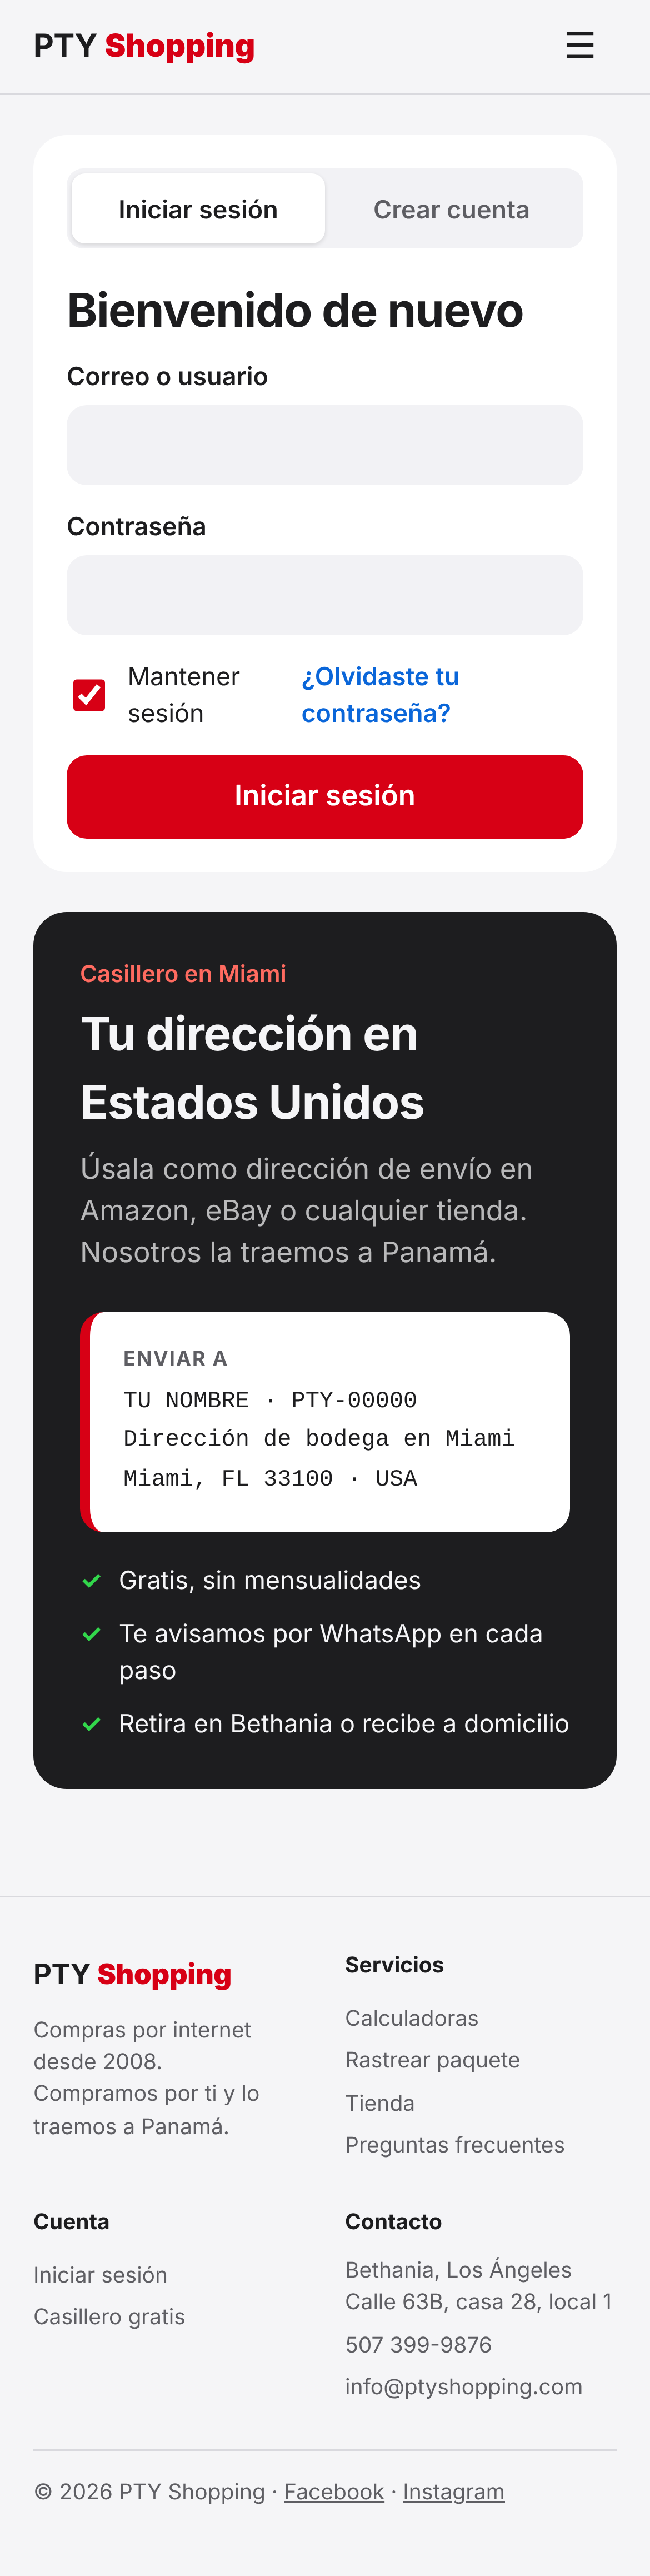 PTY Shopping
Iniciar sesión
Crear cuenta
Bienvenido de nuevo
Correo o usuario
Contraseña
Mantener
sesión
¿Olvidaste tu
contraseña?
Iniciar sesión
Casillero en Miami
Tu dirección en
Estados Unidos
Úsala como dirección de envío en
Amazon, eBay o cualquier tienda.
Nosotros la traemos a Panamá.
ENVIAR A
TU NOMBRE · PTY-00000
Dirección de bodega en Miami
Miami, FL 33100 · USA
Gratis, sin mensualidades
Te avisamos por WhatsApp en cada
paso
Retira en Bethania o recibe a domicilio
PTY Shopping
Compras por internet
desde 2008.
Compramos por ti y lo
traemos a Panamá.
Servicios
Calculadoras
Rastrear paquete
Tienda
Preguntas frecuentes
Cuenta
Iniciar sesión
Casillero gratis
Contacto
Bethania, Los Ángeles
Calle 63B, casa 28, local 1
507 399-9876
info@ptyshopping.com
© 2026 PTY Shopping · Facebook · Instagram